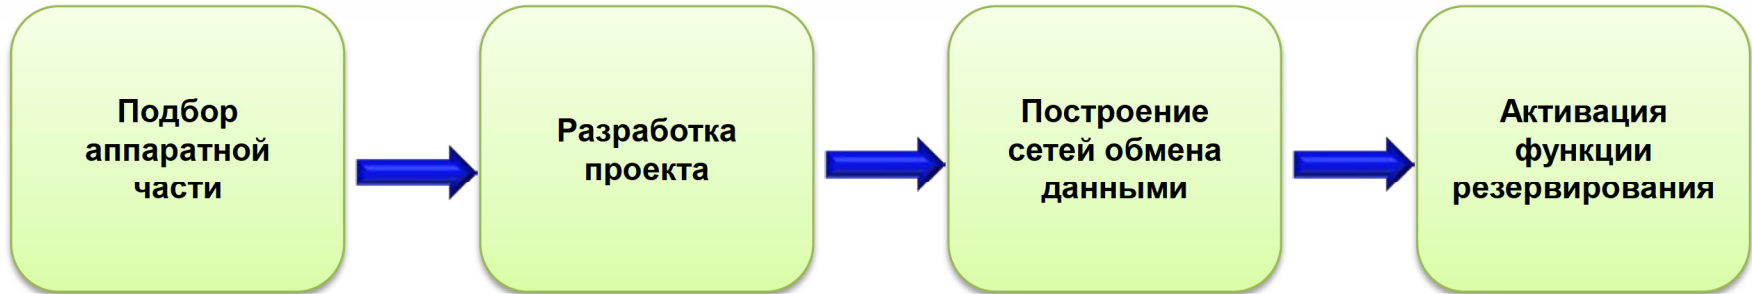 Подбор
аппаратной
части
Разработка
проекта
Построение
сетей обмена
данными
Активация
функции
резервирования